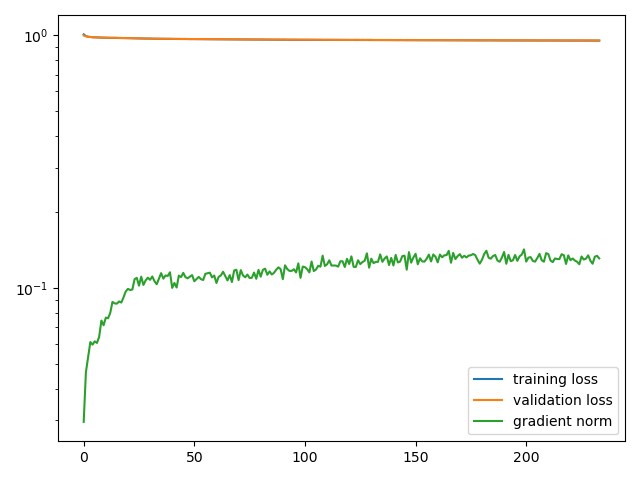 10⁰
10⁻¹
0
50
100
150
200
training loss
validation loss
gradient norm